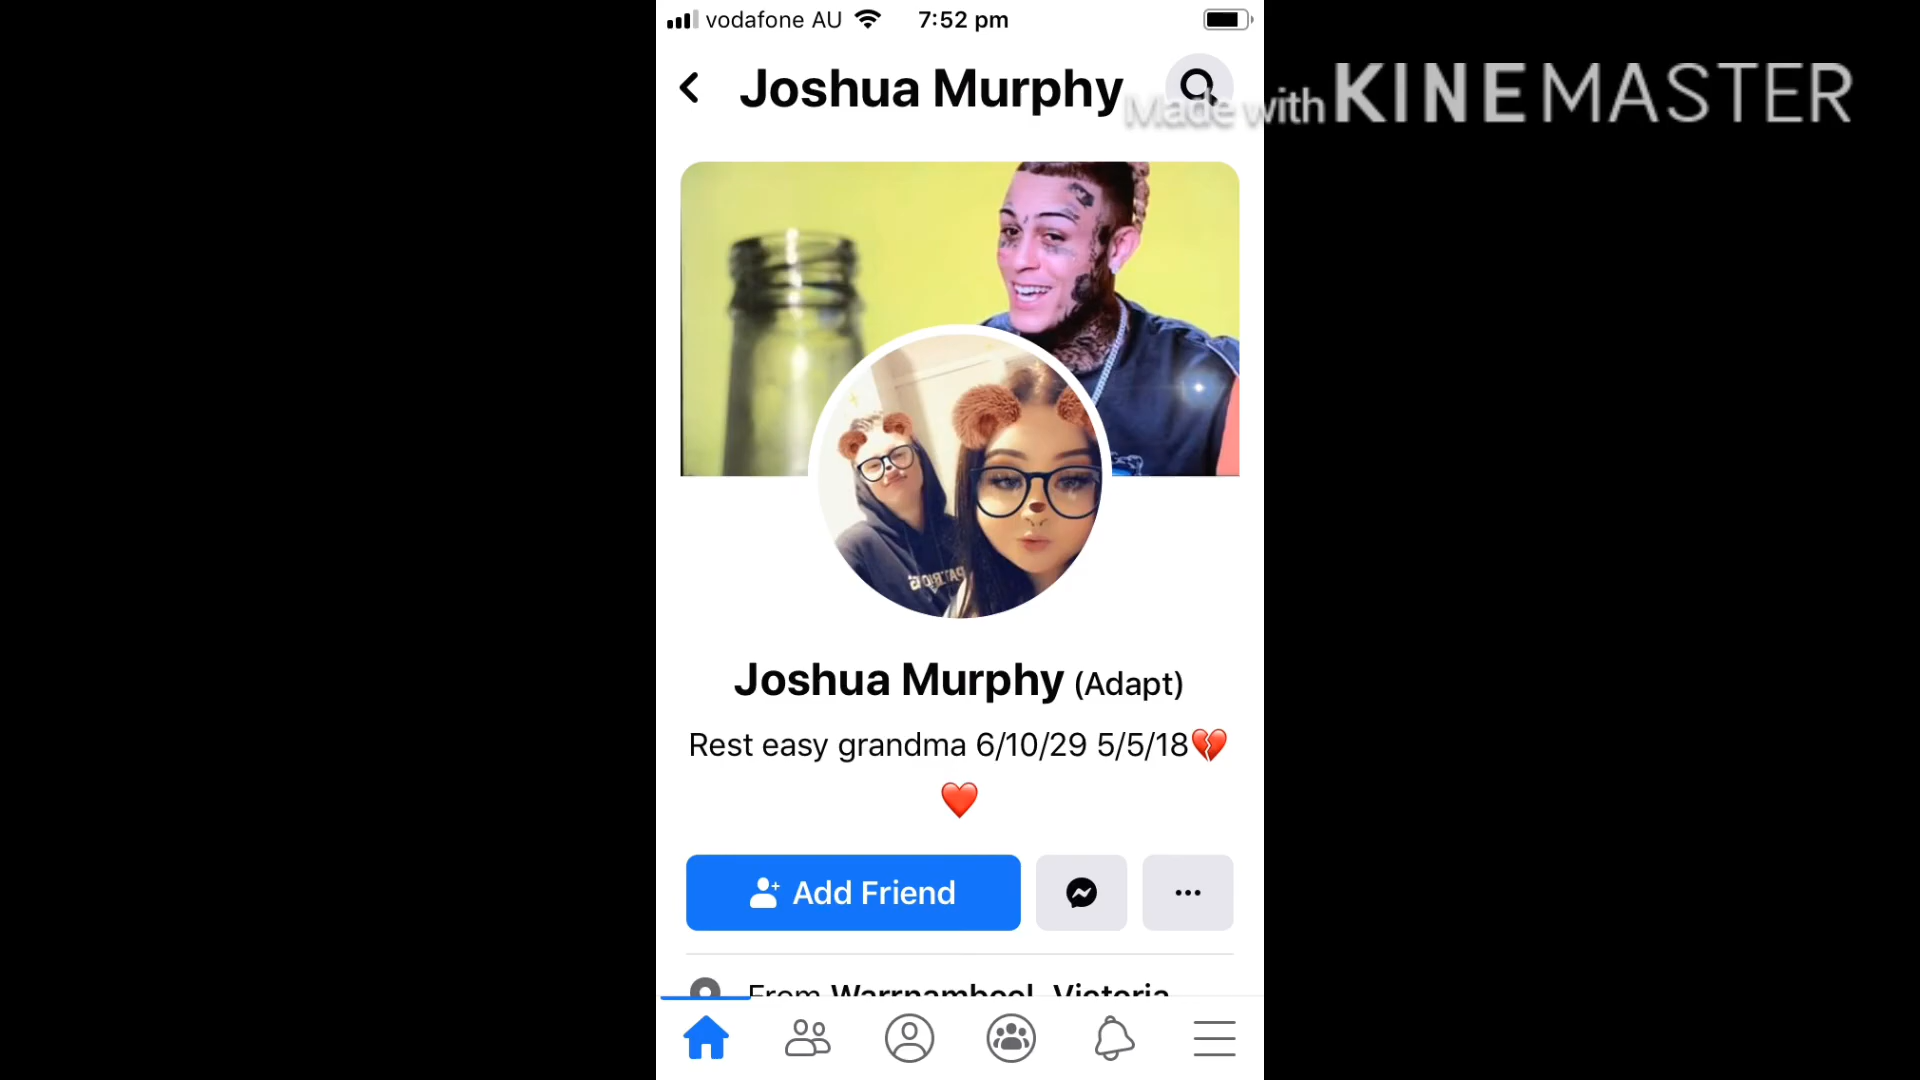 vodafone AU 7:52 pm
Joshua Murphy
Made with KINEMASTER
Joshua Murphy (Adapt)
Rest easy grandma 6/10/29 5/5/18💔
❤️
Add Friend
From Warrnambool, Victoria